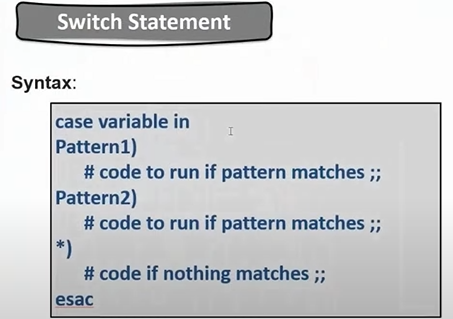 Switch Statement
Syntax:
case variable in
Pattern1)
# code to run if pattern matches ;;
Pattern2)
# code to run if pattern matches ;;
*)
# code if nothing matches ;;
esac